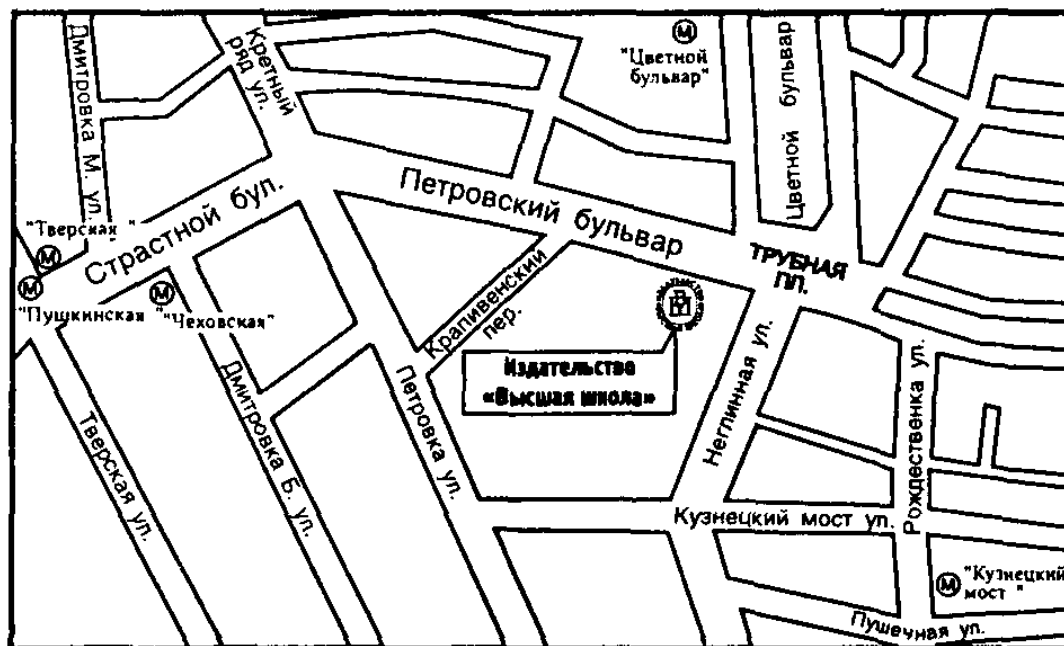 Дмитровка М. ул.
Кретный
ряд ул.
"Цветной
бульвар"
Цветной бульвар
Страстной бул.
Петровский бульвар
ТРУБНАЯ
ПЛ.
"Тверская "
"Пушкинская "
"Чеховская"
Крапивенский
пер.
Издательство
«Высшая школа»
Неглинная ул.
Рождественка ул.
Тверская ул.
Дмитровка Б. ул.
Петровка ул.
Кузнецкий мост ул.
"Кузнецкий
мост "
Пушечная ул.